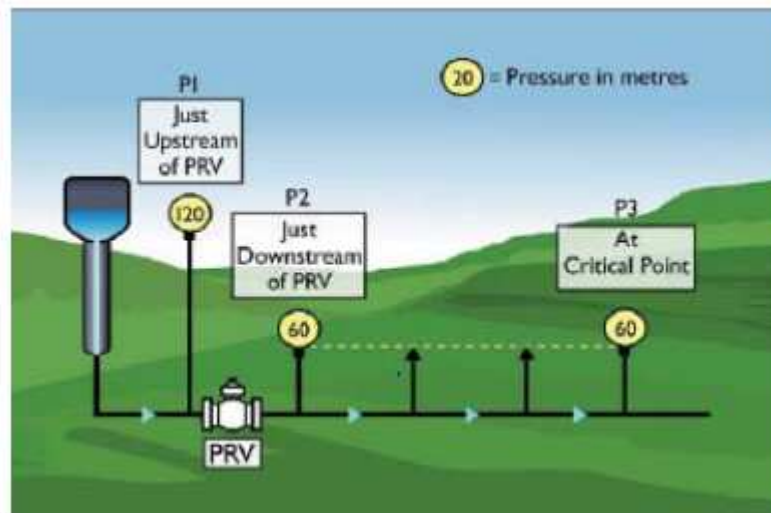 20 = Pressure in metres
P1
Just
Upstream
of PRV
120
P2
Just
Downstream
of PRV
60
P3
At
Critical Point
60
PRV